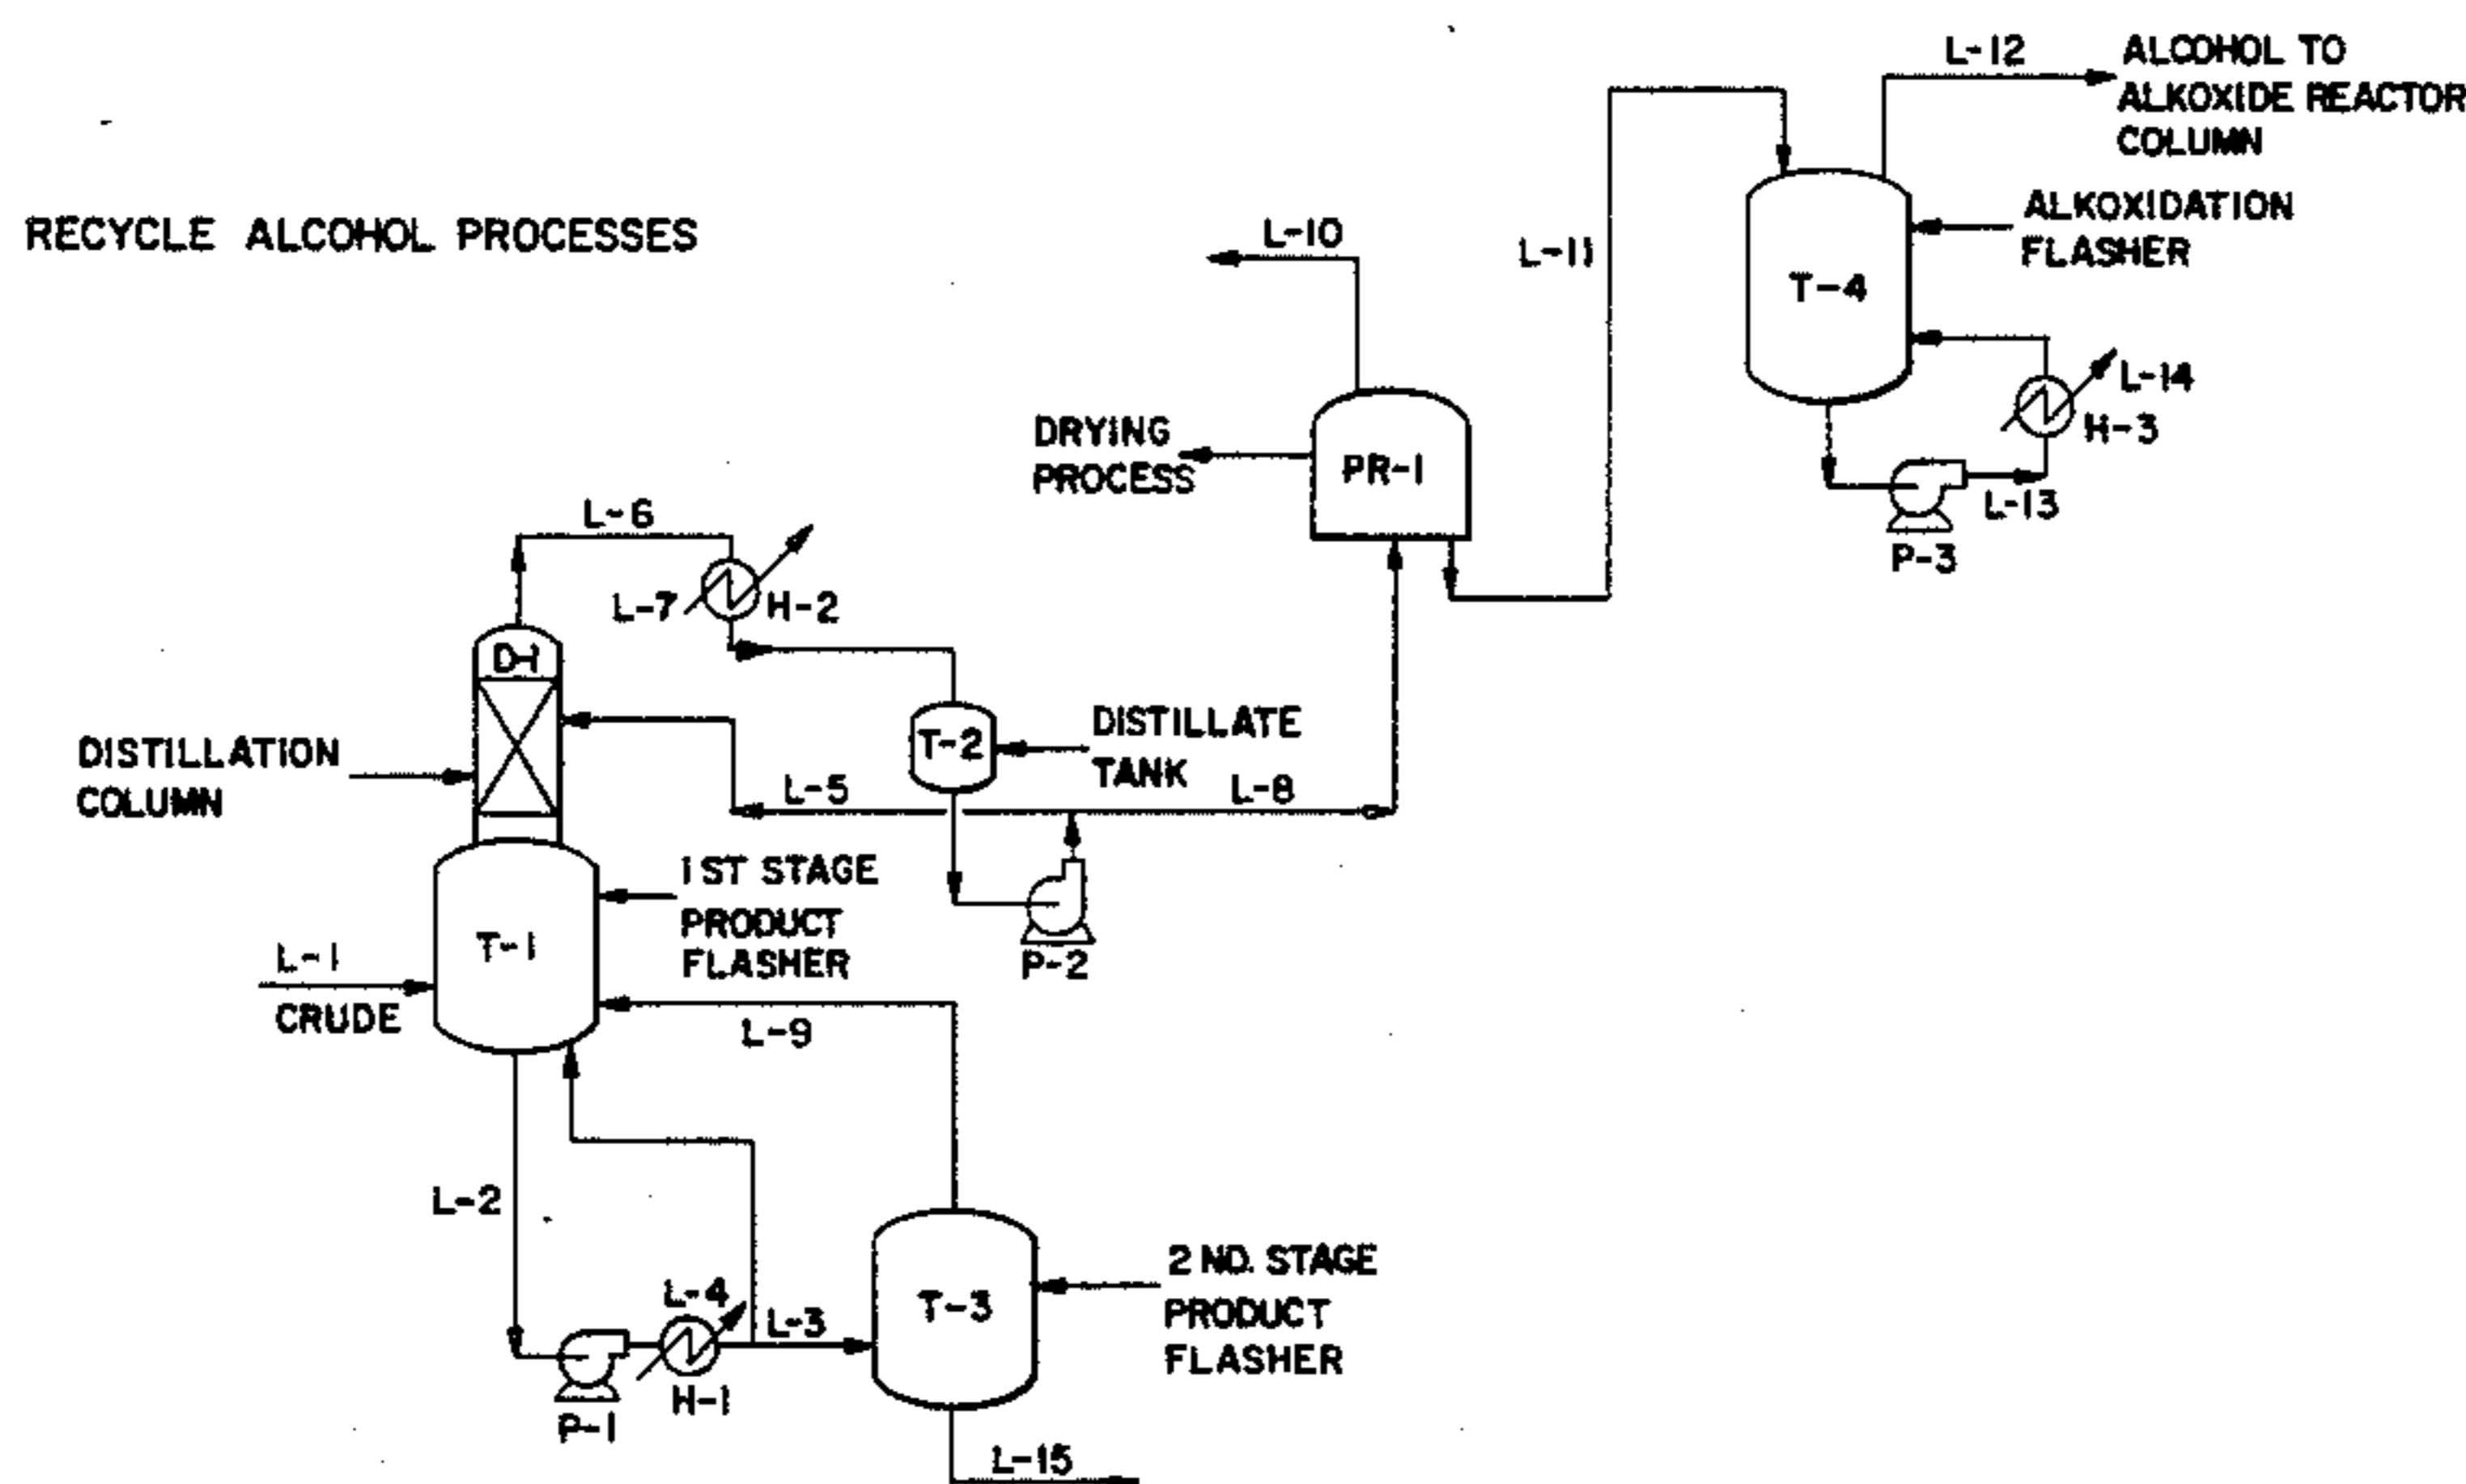 L-12
ALCOHOL TO
ALKOXIDE REACTOR
COLUMN
ALKOXIDATION
FLASHER
RECYCLE ALCOHOL PROCESSES
L-10
L-11
T-4
L-14
H-3
DRYING
PROCESS
PR-1
L-13
P-3
L-6
L-7
H-2
D-1
DISTILLATION
COLUMN
T-2
DISTILLATE
TANK
L-5
L-8
1 ST STAGE
PRODUCT
FLASHER
T-1
L-1
CRUDE
P-2
L-9
L-2
2 ND. STAGE
PRODUCT
FLASHER
L-4
L-3
T-3
H-1
P-1
L-15